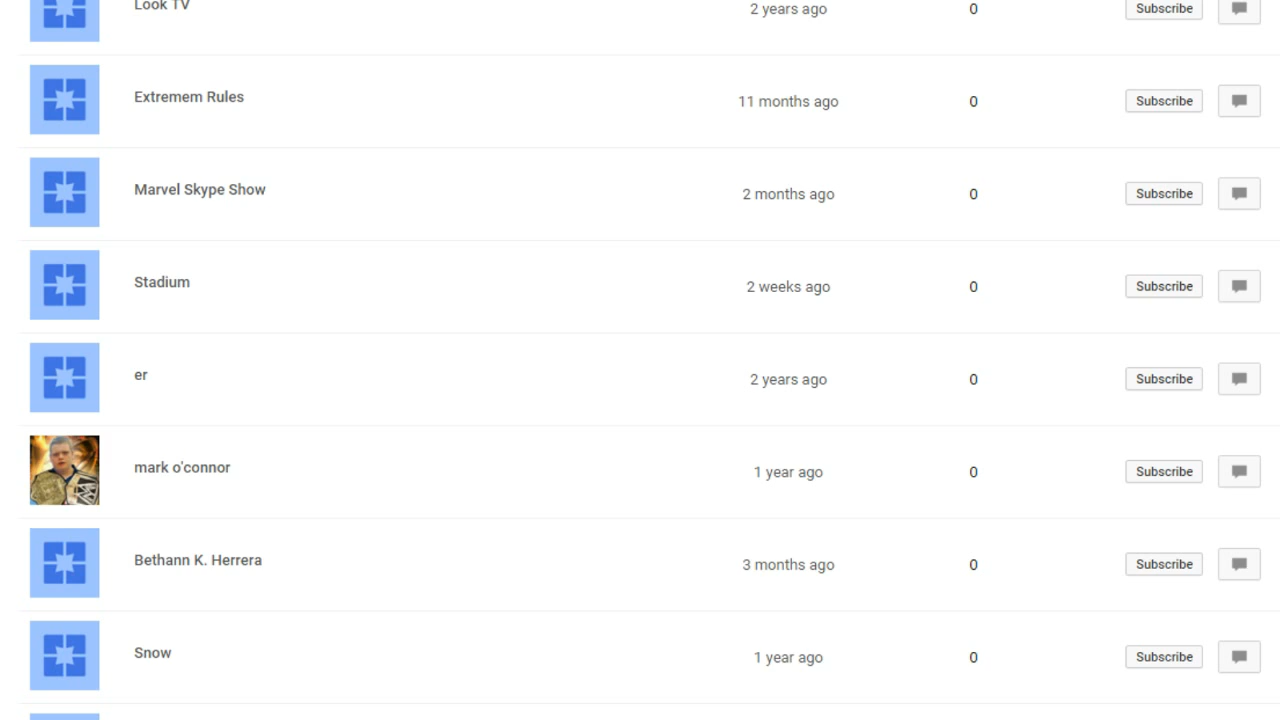 Look TV 2 years ago 0 Subscribe
Extremem Rules 11 months ago 0 Subscribe
Marvel Skype Show 2 months ago 0 Subscribe
Stadium 2 weeks ago 0 Subscribe
er 2 years ago 0 Subscribe
mark o'connor 1 year ago 0 Subscribe
Bethann K. Herrera 3 months ago 0 Subscribe
Snow 1 year ago 0 Subscribe